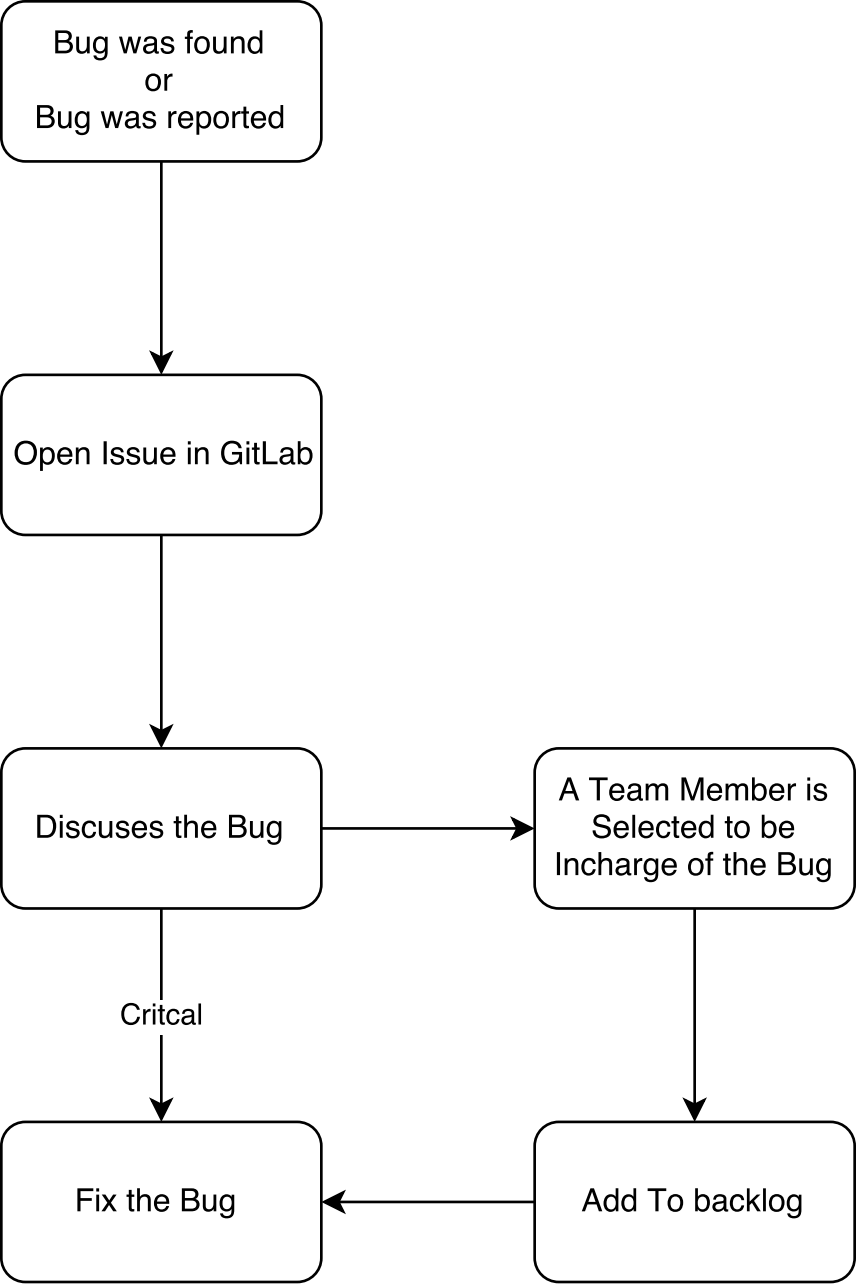 Bug was found
or
Bug was reported
Open Issue in GitLab
Discuses the Bug
A Team Member is
Selected to be
Incharge of the Bug
Critcal
Fix the Bug
Add To backlog